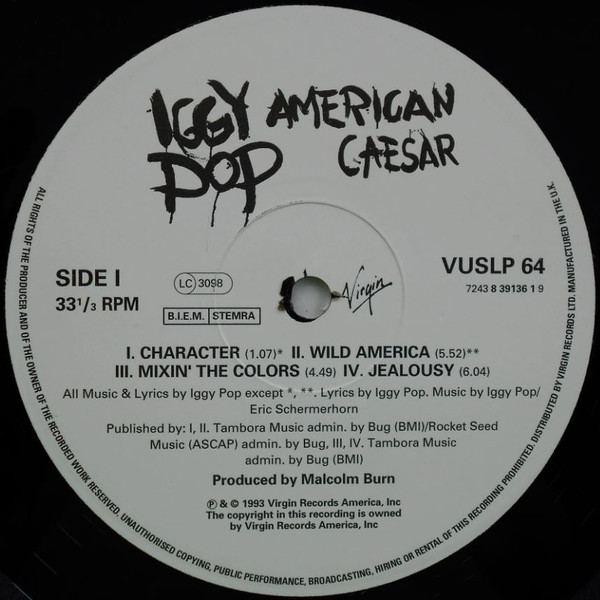 IGGY POP
AMERICAN CAESAR
SIDE I
33¹/₃ RPM
LC 3098
B.I.E.M. STEMRA
Virgin
VUSLP 64
7243 8 39136 1 9
I. CHARACTER (1.07)* II. WILD AMERICA (5.52)**
III. MIXIN' THE COLORS (4.49) IV. JEALOUSY (6.04)
All Music & Lyrics by Iggy Pop except *, **. Lyrics by Iggy Pop. Music by Iggy Pop/
Eric Schermerhorn
Published by: I, II. Tambora Music admin. by Bug (BMI)/Rocket Seed
Music (ASCAP) admin. by Bug, III, IV. Tambora Music
admin. by Bug (BMI)
Produced by Malcolm Burn
℗ & © 1993 Virgin Records America, Inc
The copyright in this recording is owned
by Virgin Records America, Inc
ALL RIGHTS OF THE PRODUCER AND OF THE OWNER OF THE RECORDED WORK RESERVED. UNAUTHORISED COPYING, PUBLIC PERFORMANCE, BROADCASTING, HIRING OR RENTAL OF THIS RECORDING PROHIBITED. DISTRIBUTED BY VIRGIN RECORDS LTD. MANUFACTURED IN THE U.K.